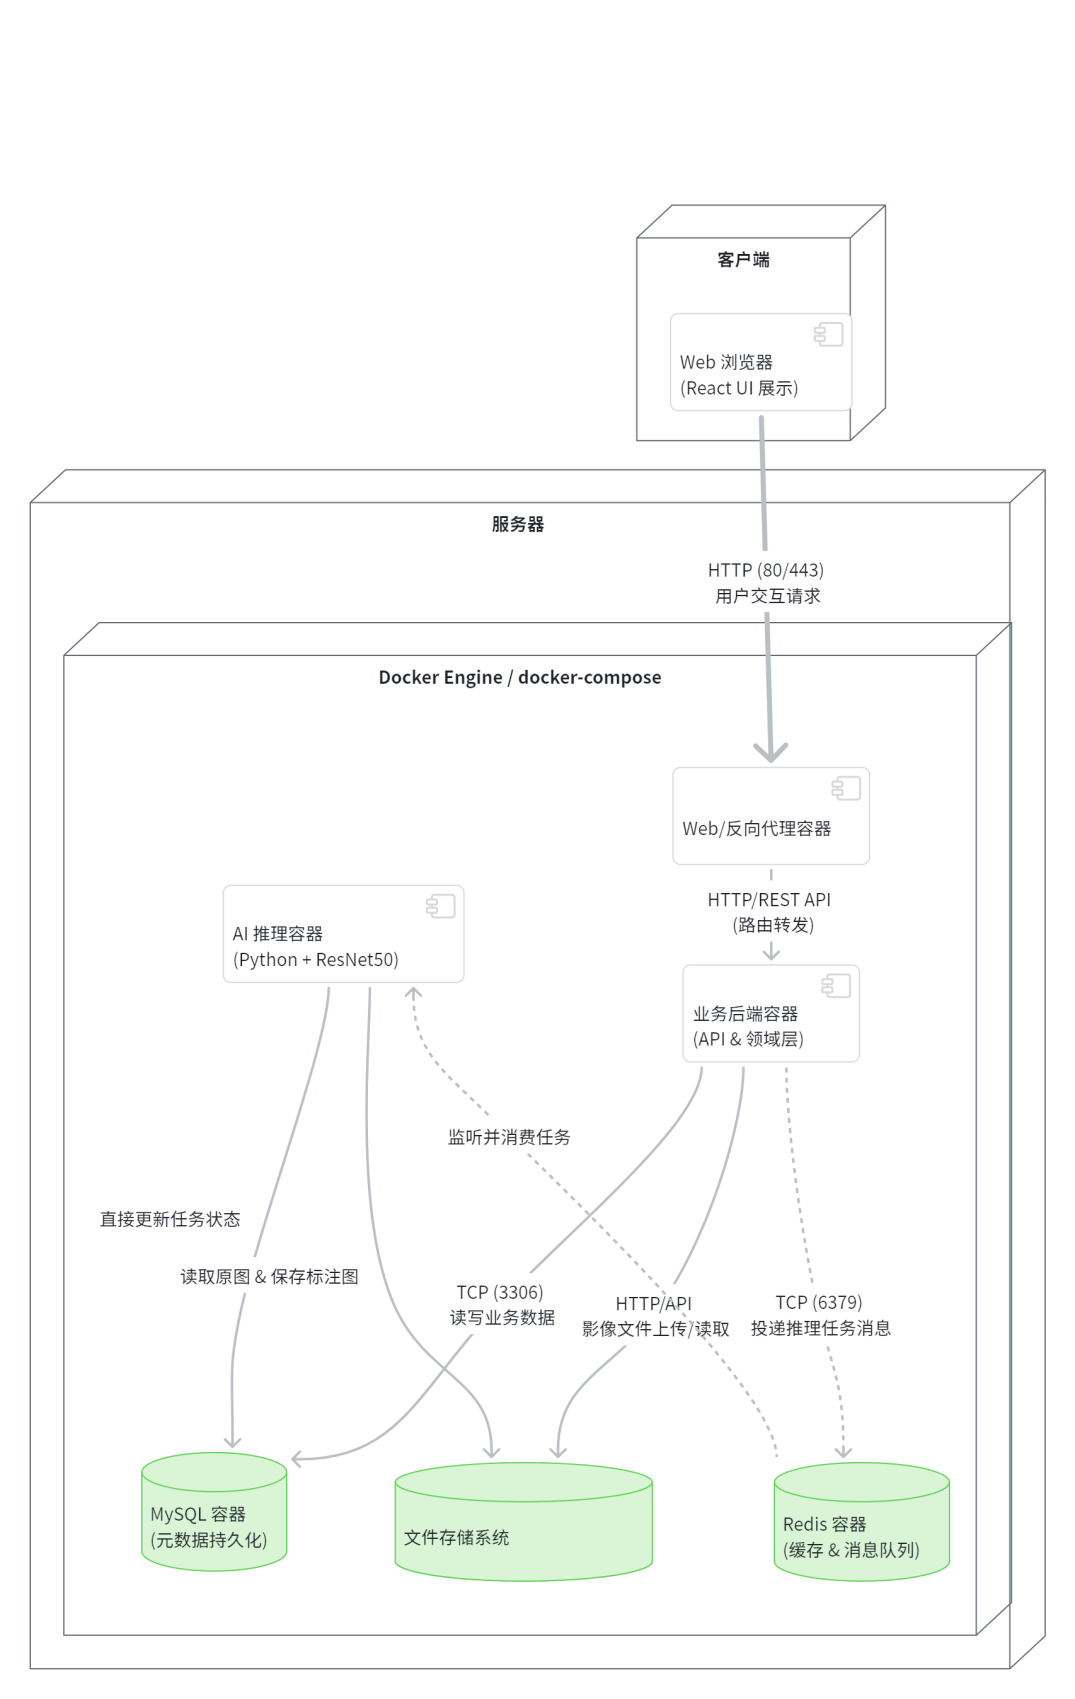 客户端
Web 浏览器
(React UI 展示)
服务器
HTTP (80/443)
用户交互请求
Docker Engine / docker-compose
Web/反向代理容器
HTTP/REST API
(路由转发)
AI 推理容器
(Python + ResNet50)
业务后端容器
(API & 领域层)
监听并消费任务
直接更新任务状态
读取原图 & 保存标注图
TCP (3306)
读写业务数据
HTTP/API
影像文件上传/读取
TCP (6379)
投递推理任务消息
MySQL 容器
(元数据持久化)
文件存储系统
Redis 容器
(缓存 & 消息队列)